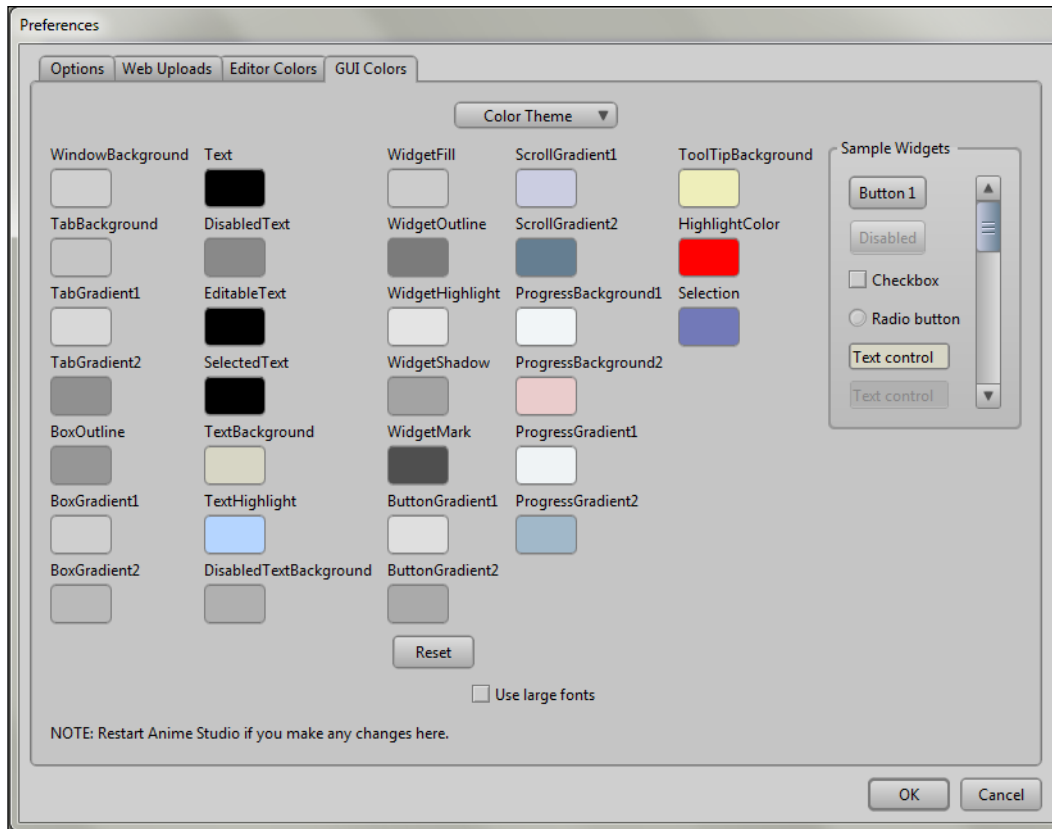 Preferences
Options Web Uploads Editor Colors GUI Colors
Color Theme
WindowBackground Text WidgetFill ScrollGradient1 ToolTipBackground Sample Widgets
Button 1
TabBackground DisabledText WidgetOutline ScrollGradient2 HighlightColor
Disabled
Checkbox
TabGradient1 EditableText WidgetHighlight ProgressBackground1 Selection
Radio button
TabGradient2 SelectedText WidgetShadow ProgressBackground2
Text control
Text control
BoxOutline TextBackground WidgetMark ProgressGradient1
BoxGradient1 TextHighlight ButtonGradient1 ProgressGradient2
BoxGradient2 DisabledTextBackground ButtonGradient2
Reset
Use large fonts
NOTE: Restart Anime Studio if you make any changes here.
OK Cancel